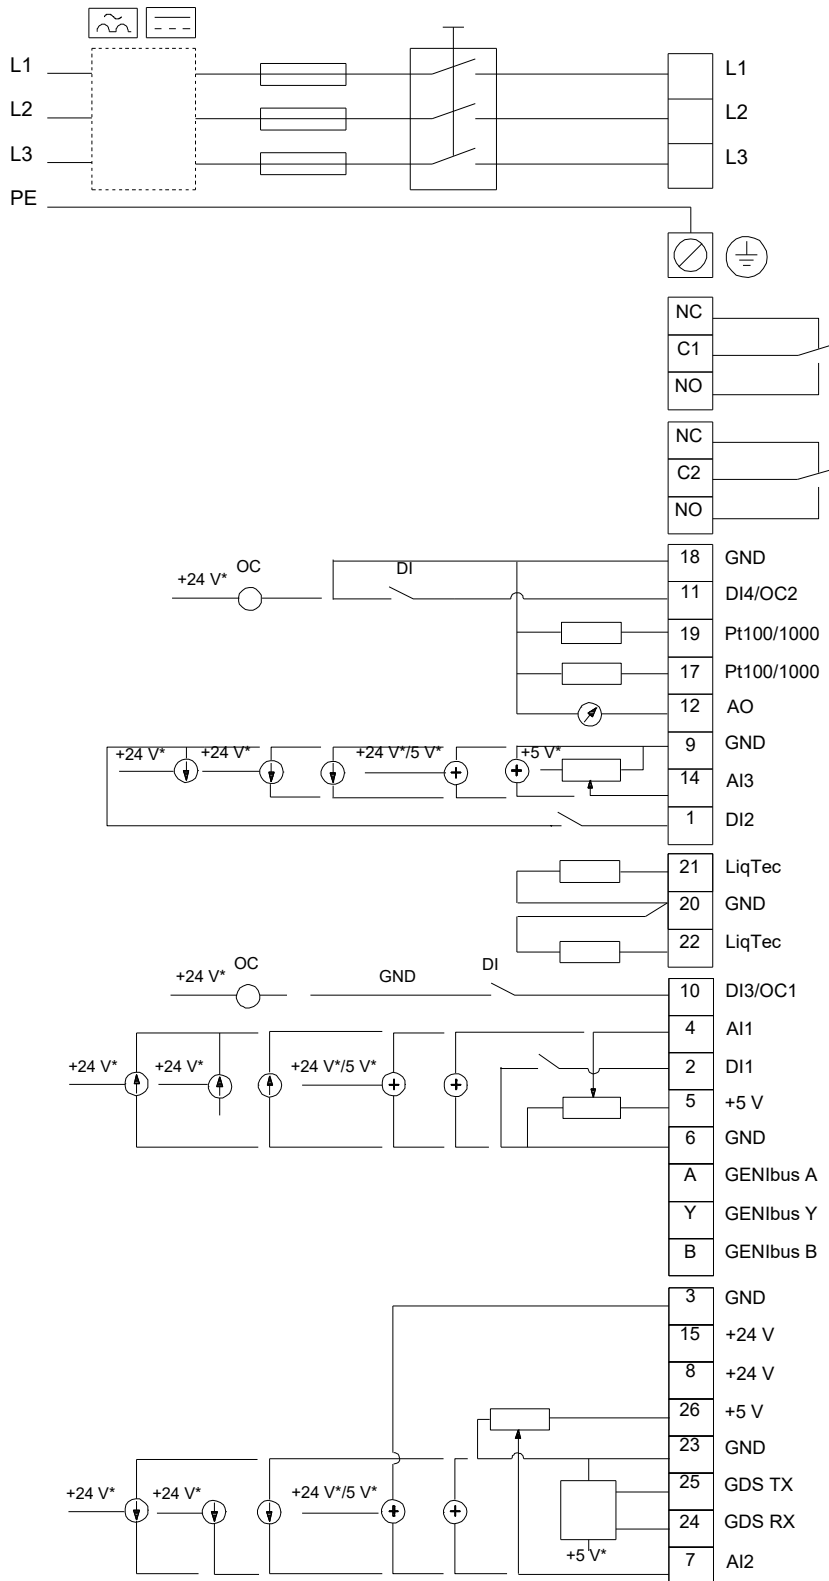 L1 L1
L2 L2
L3 L3
PE
NC
C1
NO
NC
C2
NO
18 GND
+24 V* OC DI 11 DI4/OC2
19 Pt100/1000
17 Pt100/1000
12 AO
9 GND
+24 V* +24 V* +24 V*/5 V* +5 V*
14 AI3
1 DI2
21 LiqTec
20 GND
22 LiqTec
+24 V* OC GND DI 10 DI3/OC1
4 AI1
+24 V* +24 V* +24 V*/5 V* 2 DI1
5 +5 V
6 GND
A GENIbus A
Y GENIbus Y
B GENIbus B
3 GND
15 +24 V
8 +24 V
26 +5 V
23 GND
+24 V* +24 V* +24 V*/5 V* 25 GDS TX
24 GDS RX
+5 V*
7 AI2